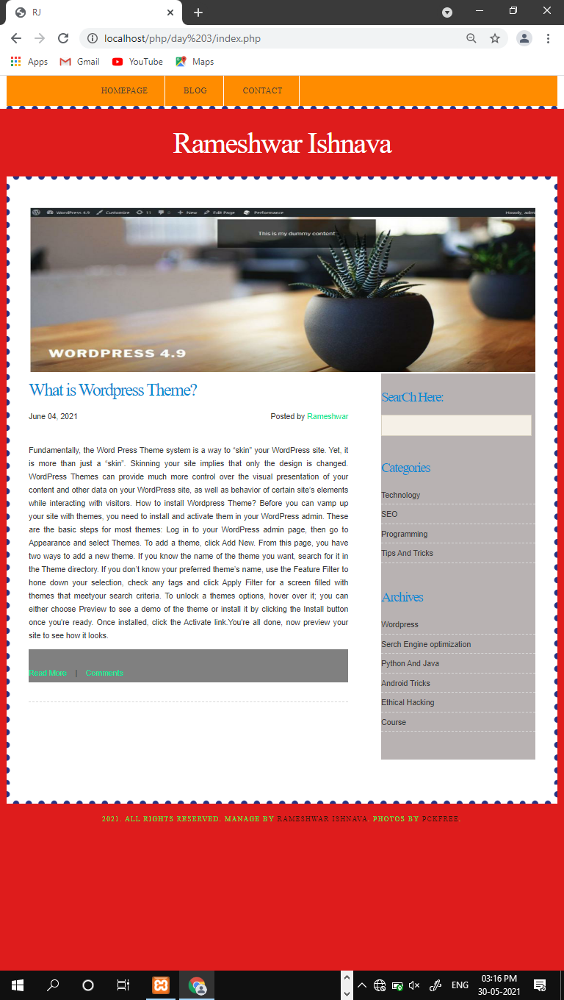 RJ
localhost/php/day%203/index.php
Apps Gmail YouTube Maps
HOMEPAGE BLOG CONTACT
Rameshwar Ishnava
WordPress 4.9 Customize 11 0 New Edit Page Performance Howdy, adm
This is my dummy content
WORDPRESS 4.9
What is Wordpress Theme?
June 04, 2021 Posted by Rameshwar
Fundamentally, the Word Press Theme system is a way to “skin” your WordPress site. Yet, it
is more than just a “skin”. Skinning your site implies that only the design is changed.
WordPress Themes can provide much more control over the visual presentation of your
content and other data on your WordPress site, as well as behavior of certain site’s elements
while interacting with visitors. How to install Wordpress Theme? Before you can vamp up
your site with themes, you need to install and activate them in your WordPress admin. These
are the basic steps for most themes: Log in to your WordPress admin page, then go to
Appearance and select Themes. To add a theme, click Add New. From this page, you have
two ways to add a new theme. If you know the name of the theme you want, search for it in
the Theme directory. If you don’t know your preferred theme’s name, use the Feature Filter to
hone down your selection, check any tags and click Apply Filter for a screen filled with
themes that meetyour search criteria. To unlock a themes options, hover over it; you can
either choose Preview to see a demo of the theme or install it by clicking the Install button
once you're ready. Once installed, click the Activate link.You're all done, now preview your
site to see how it looks.
Read More | Comments
SearCh Here:
Categories
Technology
SEO
Programming
Tips And Tricks
Archives
Wordpress
Serch Engine optimization
Python And Java
Android Tricks
Ethical Hacking
Course
2021. ALL RIGHTS RESERVED. MANAGE BY RAMESHWAR ISHNAVA. PHOTOS BY PCKFREE.
ENG
03:16 PM
30-05-2021